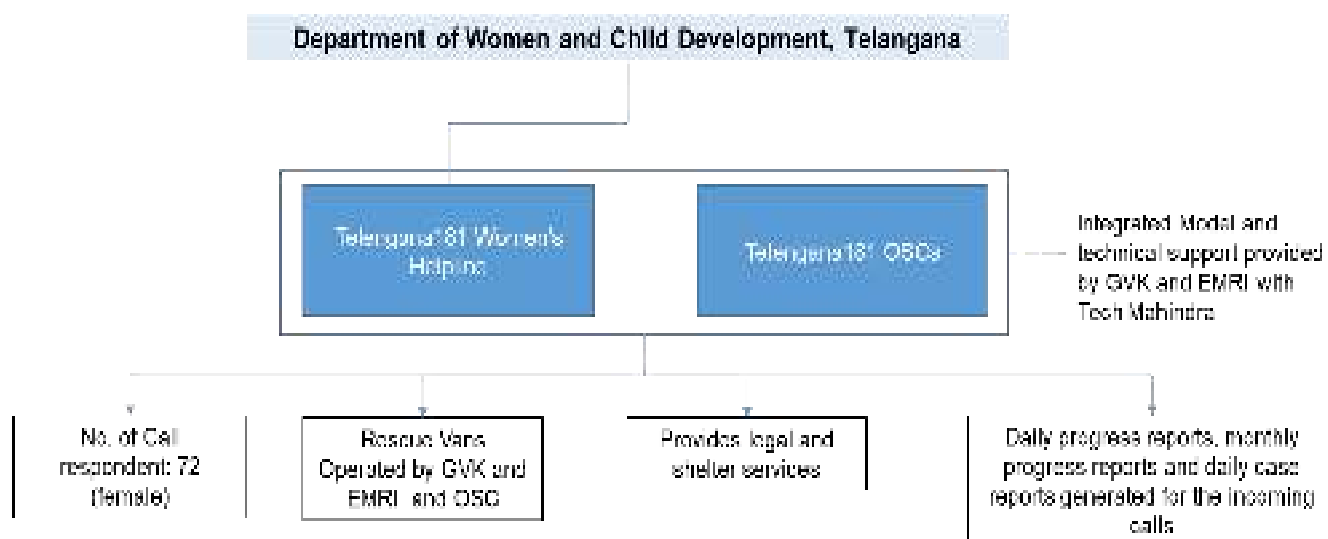 Department of Women and Child Development, Telangana
Telangana181 Women's
Helpline
Telangana181 OSCs
Integrated Model and
technical support provided
by GVK and EMRI with
Tech Mahindra
No. of Call
respondent: 72
(female)
Rescue Vans
Operated by GVK and
EMRI and OSC
Provides legal and
shelter services
Daily progress reports, monthly
progress reports and daily case
reports generated for the incoming
calls